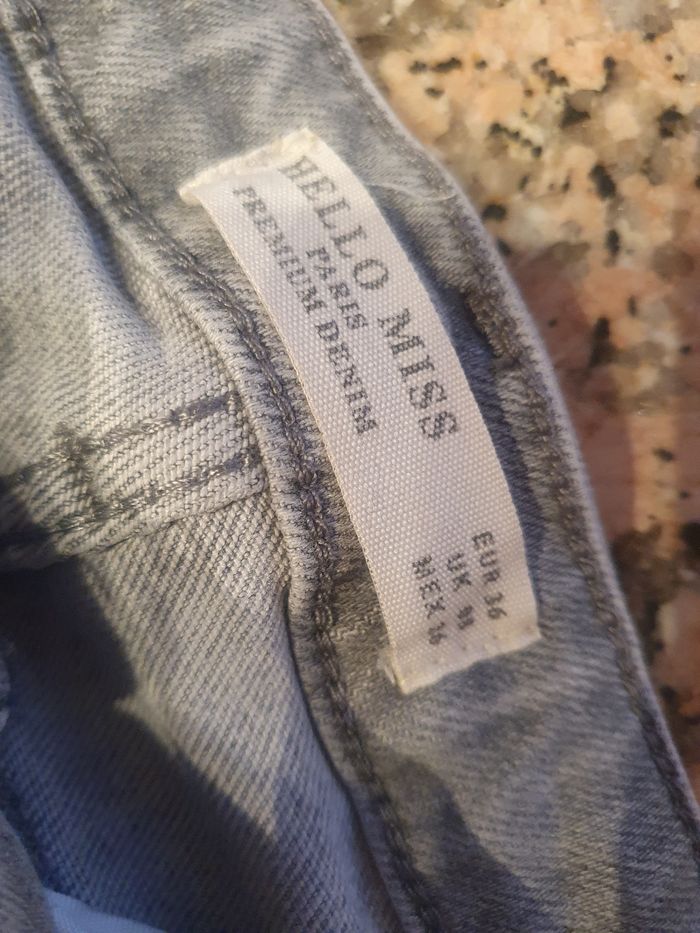 HELLO MISS
PARIS
PREMIUM DENIM
EUR 36
UK
MEX